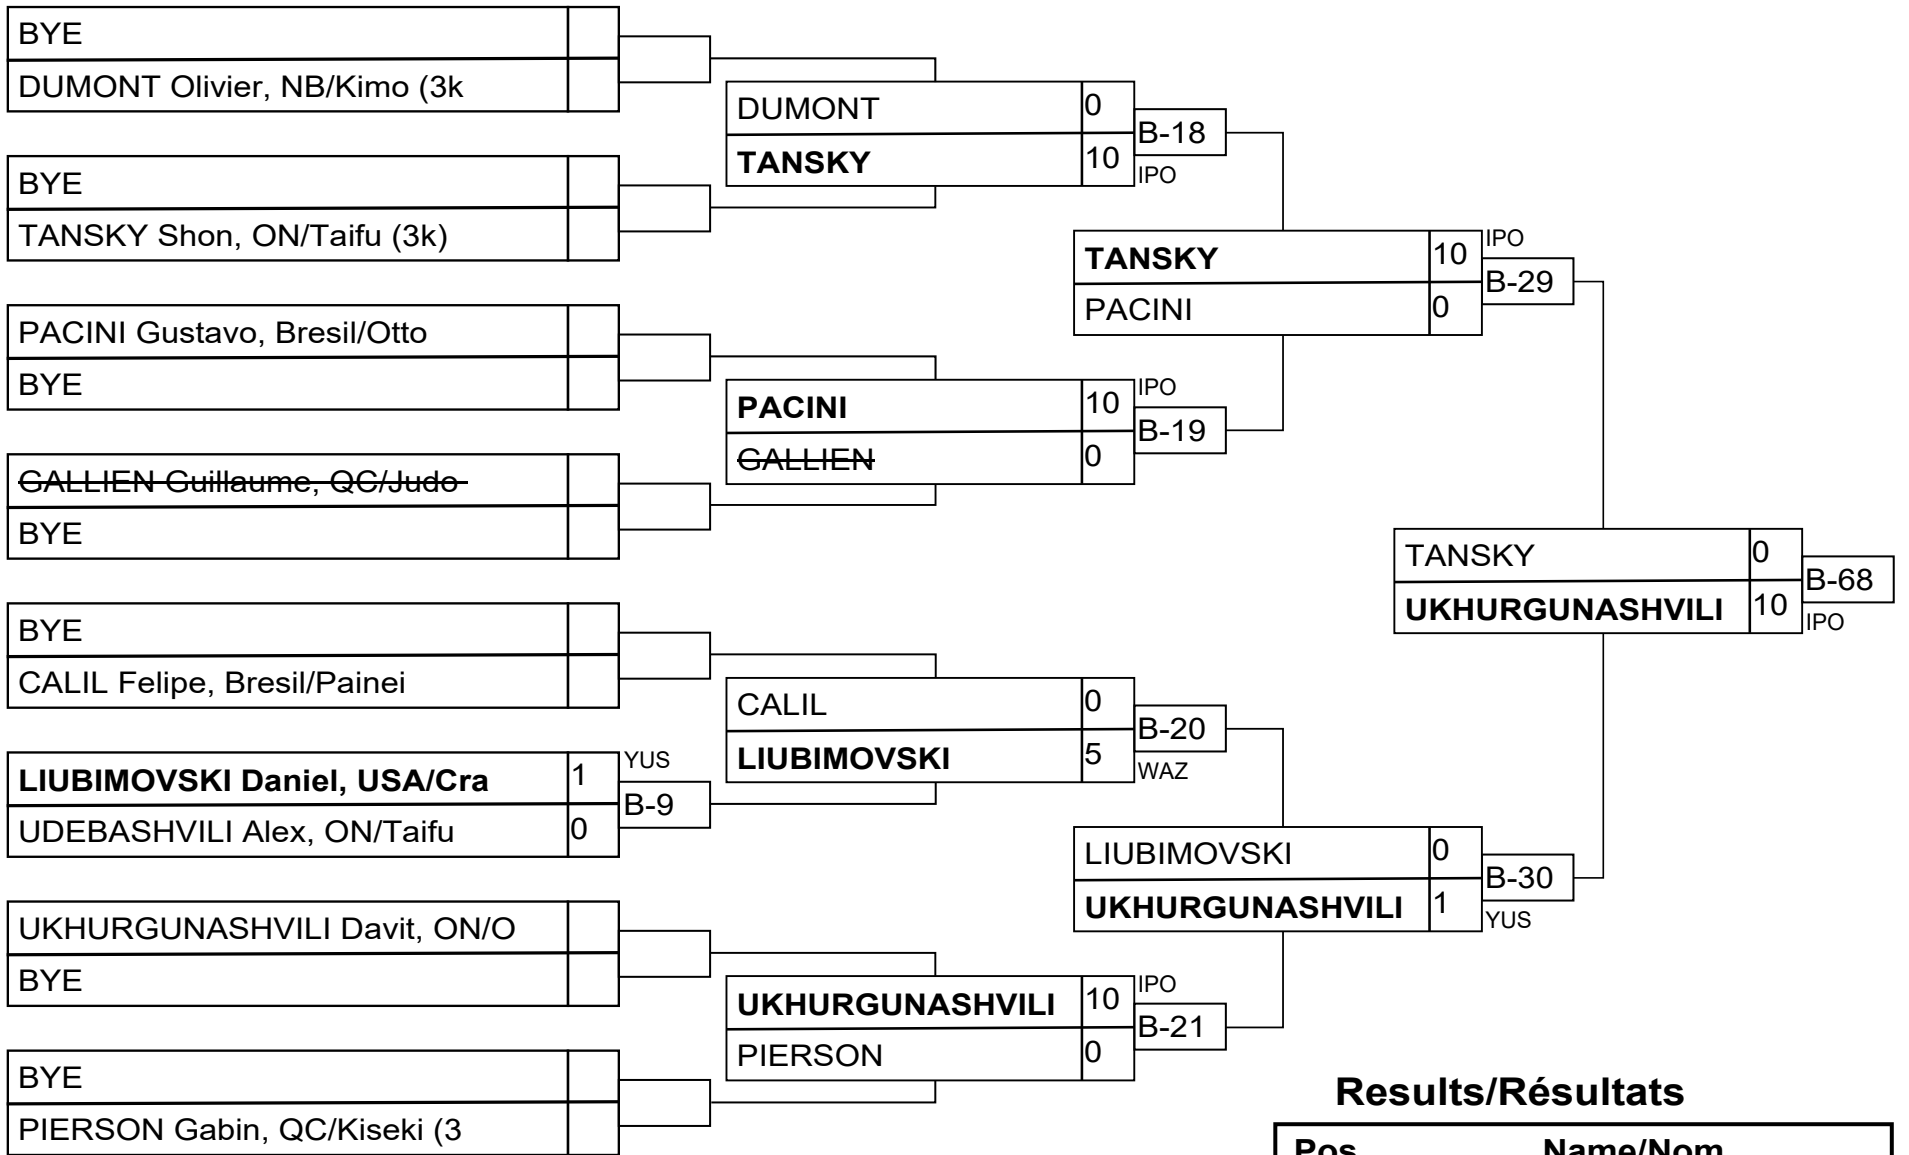 BYE
DUMONT Olivier, NB/Kimo (3k
BYE
TANSKY Shon, ON/Taifu (3k)
PACINI Gustavo, Bresil/Otto
BYE
GALLIEN Guillaume, QC/Judo
BYE
BYE
CALIL Felipe, Bresil/Painei
LIUBIMOVSKI Daniel, USA/Cra 1
UDEBASHVILI Alex, ON/Taifu 0
YUS
B-9
UKHURGUNASHVILI Davit, ON/O
BYE
BYE
PIERSON Gabin, QC/Kiseki (3
DUMONT 0
TANSKY 10
B-18
IPO
PACINI 10
GALLIEN 0
IPO
B-19
CALIL 0
LIUBIMOVSKI 5
B-20
WAZ
UKHURGUNASHVILI 10
PIERSON 0
IPO
B-21
TANSKY 10
PACINI 0
IPO
B-29
LIUBIMOVSKI 0
UKHURGUNASHVILI 1
B-30
YUS
TANSKY 0
UKHURGUNASHVILI 10
B-68
IPO
Results/Résultats
Pos Name/Nom